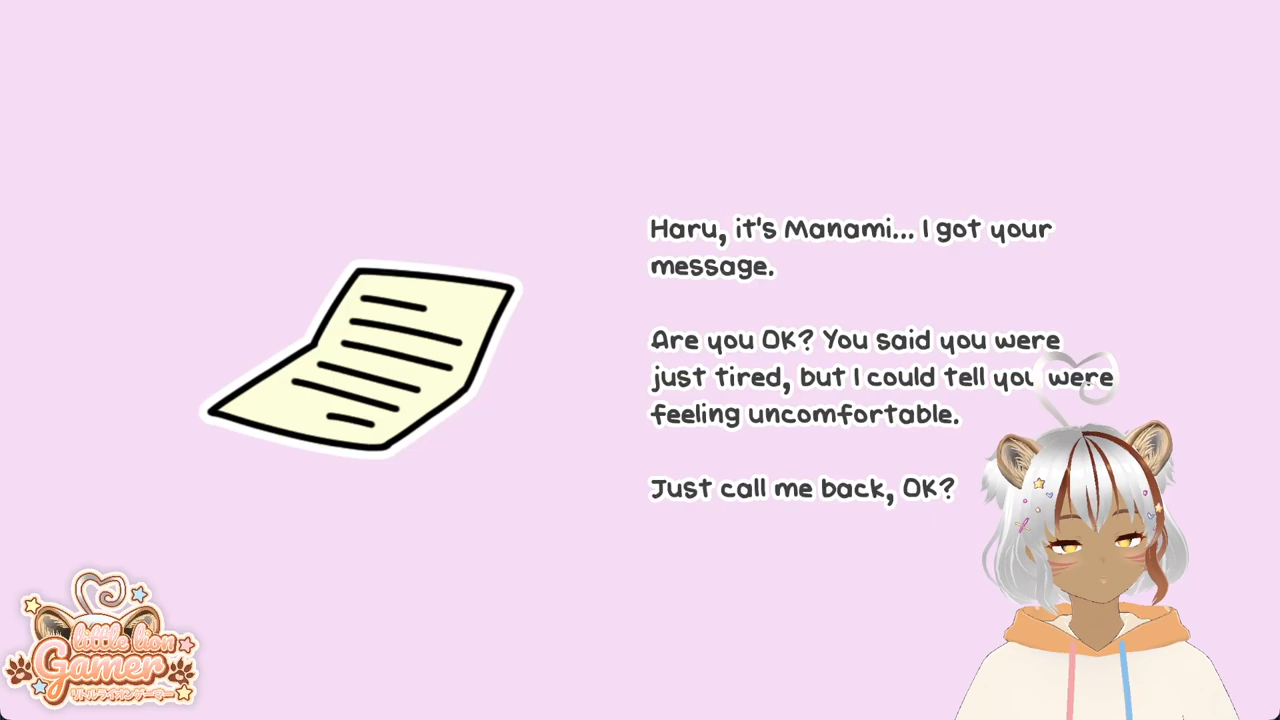 Haru, it's Manami... I got your
message.
Are you OK? You said you were
just tired, but I could tell you were
feeling uncomfortable.
Just call me back, OK?
little lion
Gamer
リトルライオンゲーマー